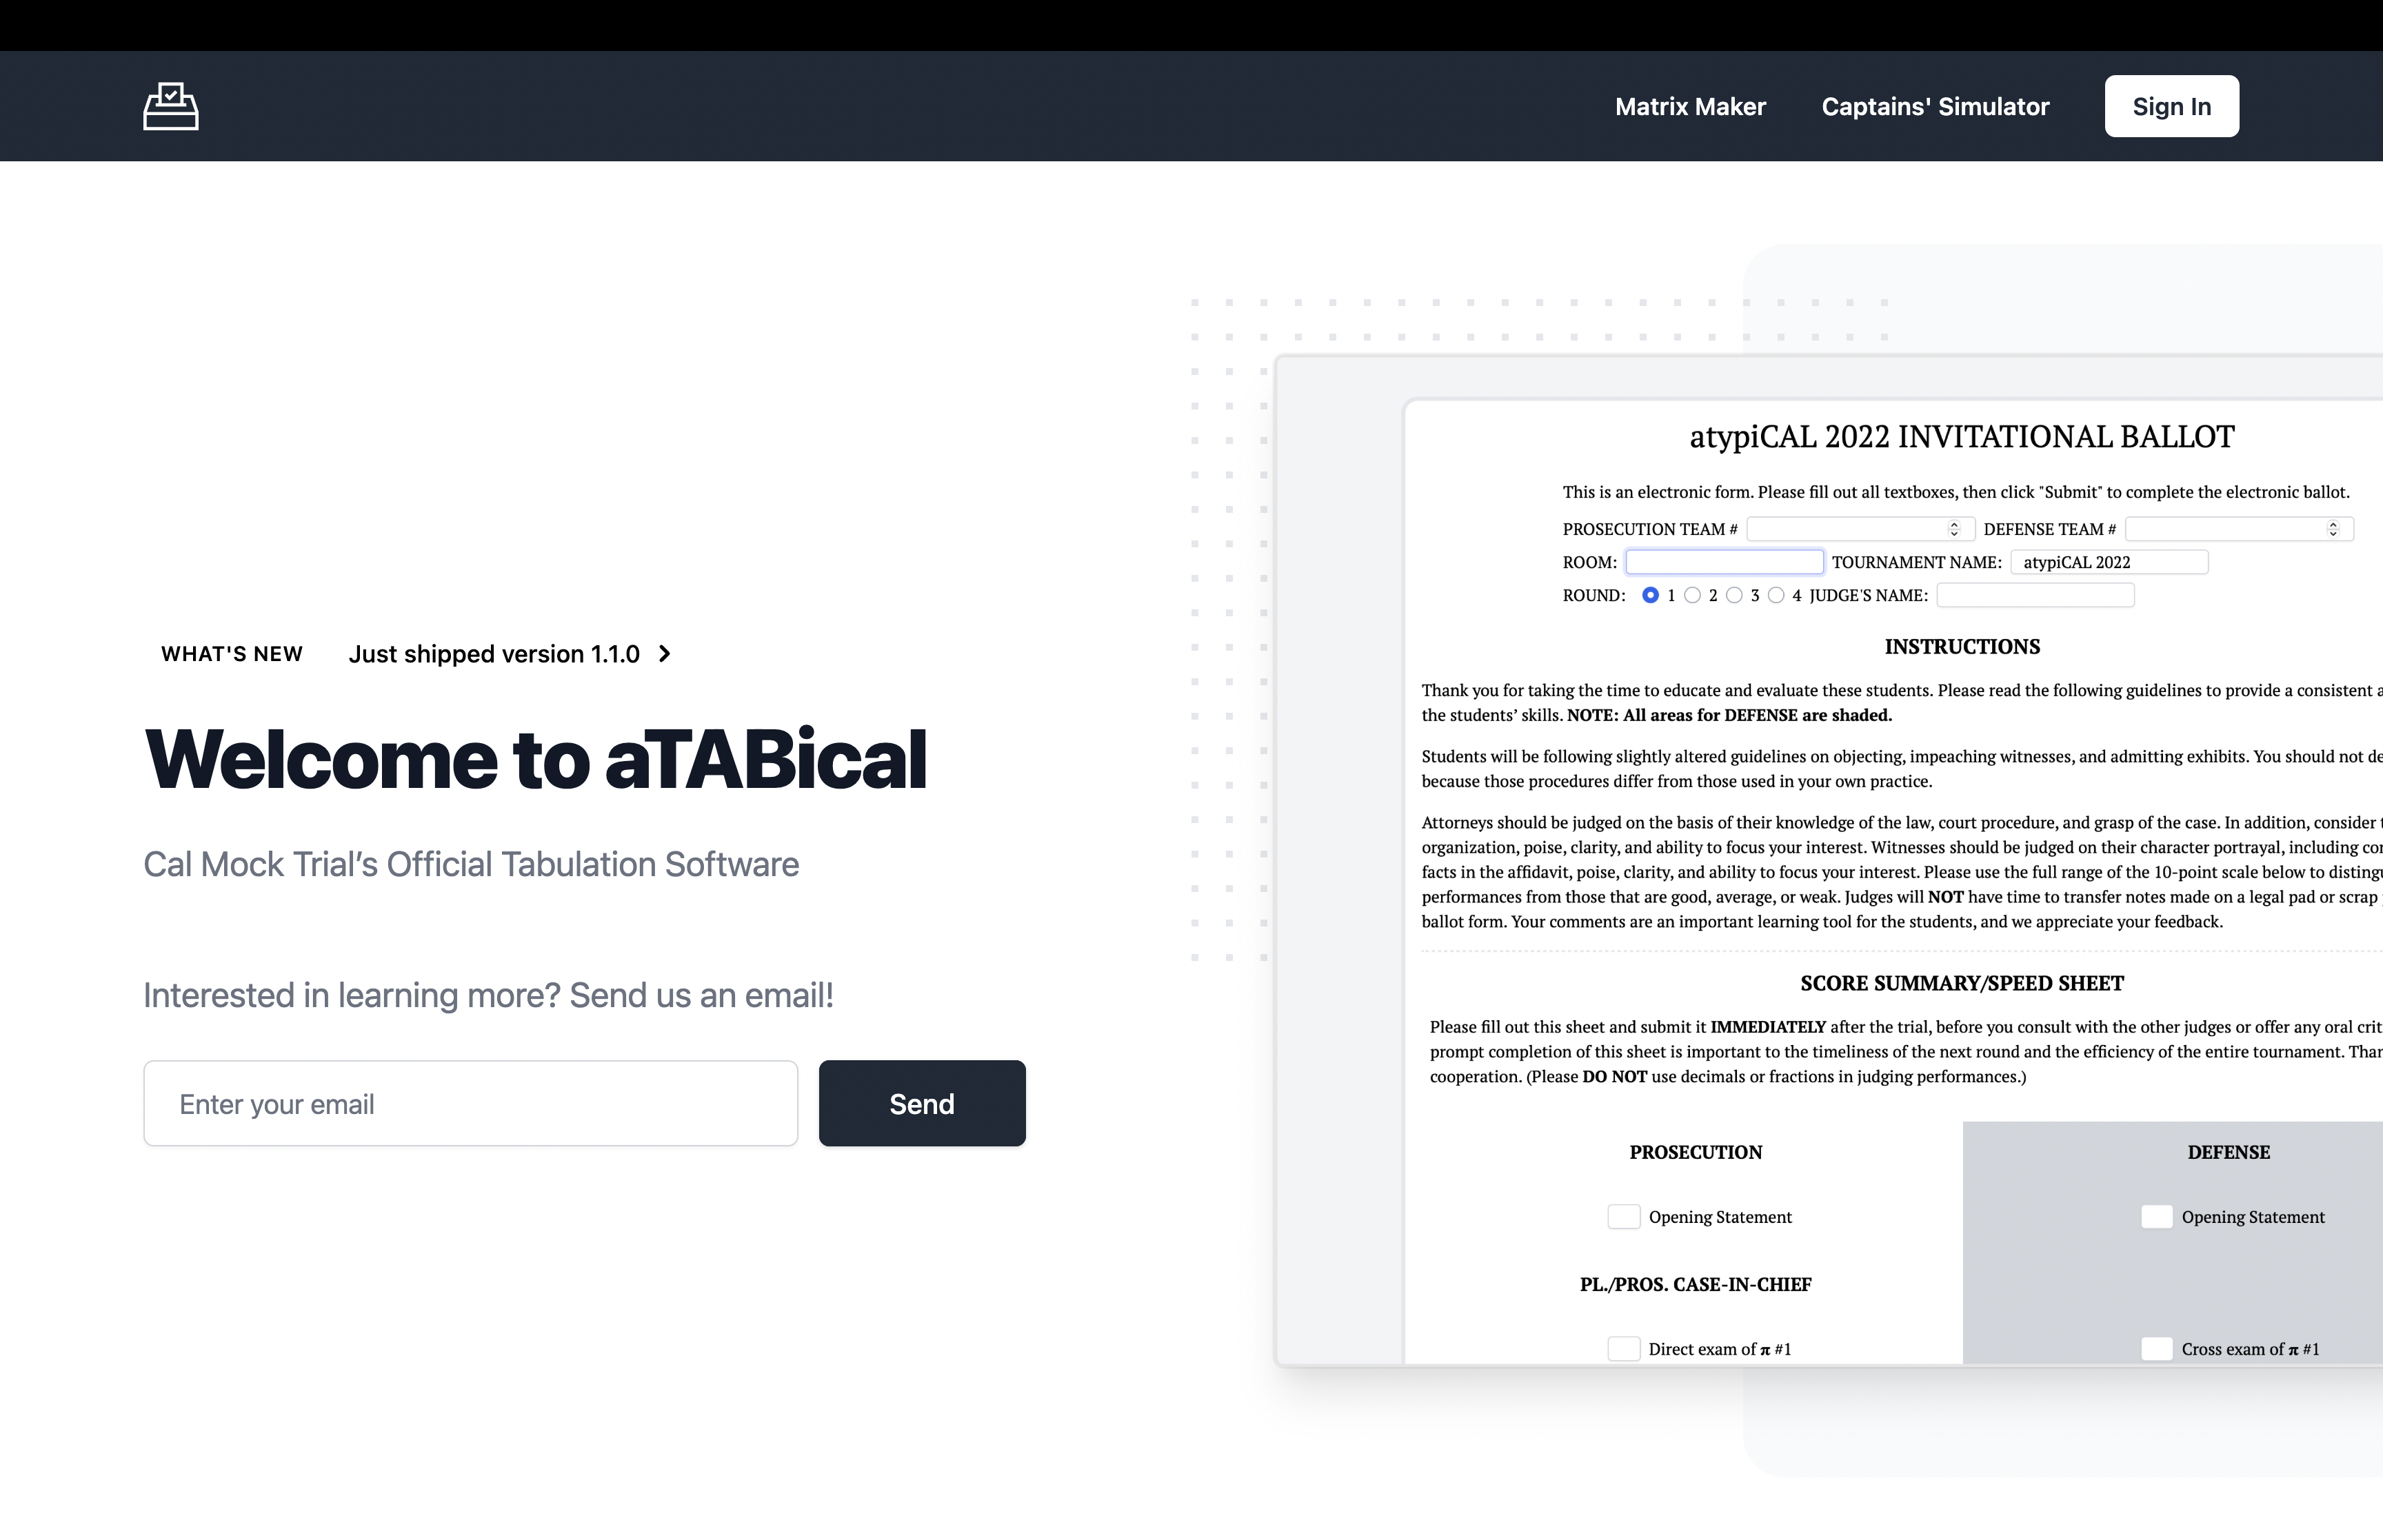 Matrix Maker Captains' Simulator Sign In
WHAT'S NEW Just shipped version 1.1.0
Welcome to aTABical
Cal Mock Trial’s Official Tabulation Software
Interested in learning more? Send us an email!
Enter your email Send
atypiCAL 2022 INVITATIONAL BALLOT
This is an electronic form. Please fill out all textboxes, then click "Submit" to complete the electronic ballot.
PROSECUTION TEAM # DEFENSE TEAM #
ROOM: TOURNAMENT NAME: atypiCAL 2022
ROUND: 1 2 3 4 JUDGE'S NAME:
INSTRUCTIONS
Thank you for taking the time to educate and evaluate these students. Please read the following guidelines to provide a consistent
the students’ skills. NOTE: All areas for DEFENSE are shaded.
Students will be following slightly altered guidelines on objecting, impeaching witnesses, and admitting exhibits. You should not
because those procedures differ from those used in your own practice.
Attorneys should be judged on the basis of their knowledge of the law, court procedure, and grasp of the case. In addition, consider
organization, poise, clarity, and ability to focus your interest. Witnesses should be judged on their character portrayal, including
facts in the affidavit, poise, clarity, and ability to focus your interest. Please use the full range of the 10-point scale below to
performances from those that are good, average, or weak. Judges will NOT have time to transfer notes made on a legal pad or scrap
ballot form. Your comments are an important learning tool for the students, and we appreciate your feedback.
SCORE SUMMARY/SPEED SHEET
Please fill out this sheet and submit it IMMEDIATELY after the trial, before you consult with the other judges or offer any oral
prompt completion of this sheet is important to the timeliness of the next round and the efficiency of the entire tournament.
cooperation. (Please DO NOT use decimals or fractions in judging performances.)
PROSECUTION DEFENSE
Opening Statement Opening Statement
PL./PROS. CASE-IN-CHIEF
Direct exam of π #1 Cross exam of π #1